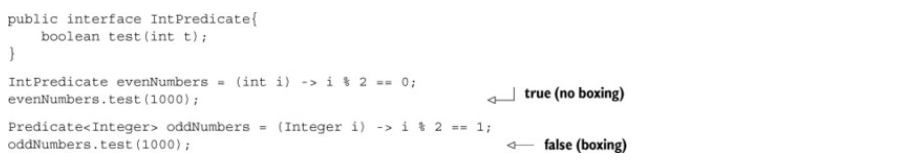 public interface IntPredicate{
    boolean test(int t);
}
IntPredicate evenNumbers = (int i) -> i % 2 == 0;
evenNumbers.test(1000); true (no boxing)
Predicate<Integer> oddNumbers = (Integer i) -> i % 2 == 1;
oddNumbers.test(1000); false (boxing)